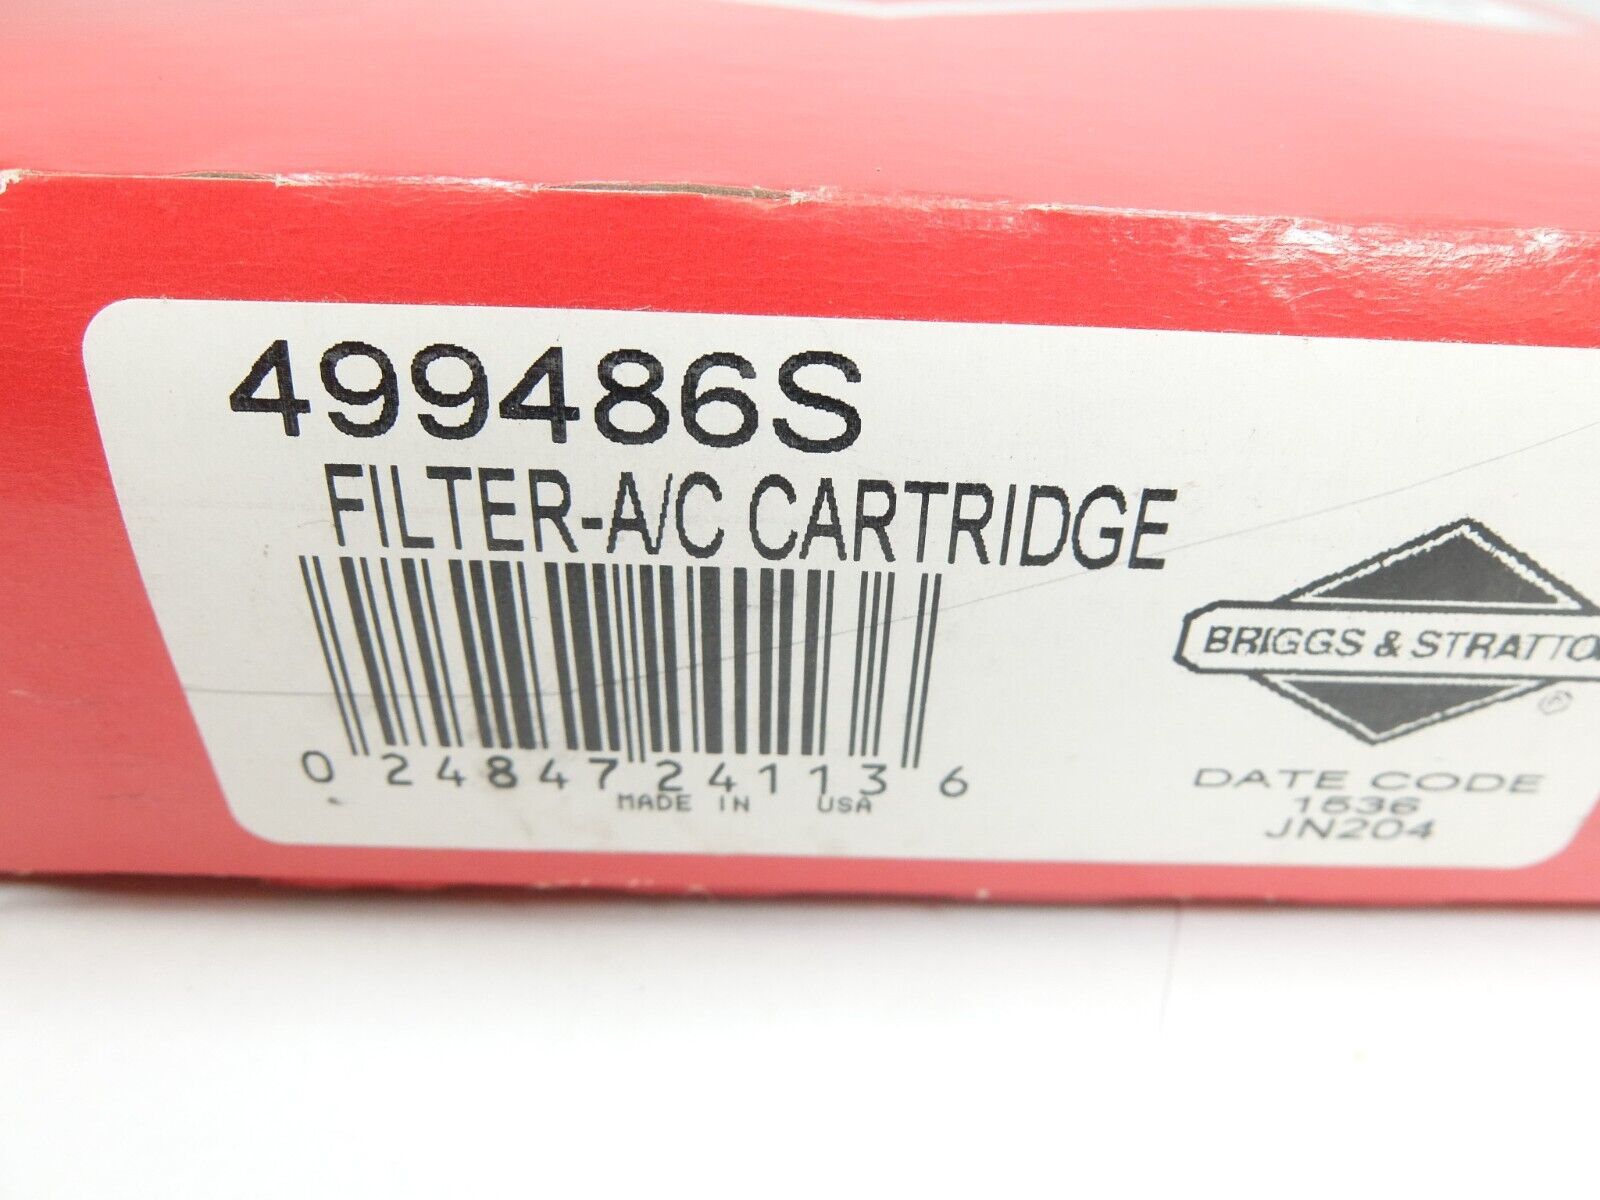 499486S
FILTER-A/C CARTRIDGE
0 24847 24113 6
MADE IN USA
BRIGGS & STRATTO
®
DATE CODE
1536
JN204